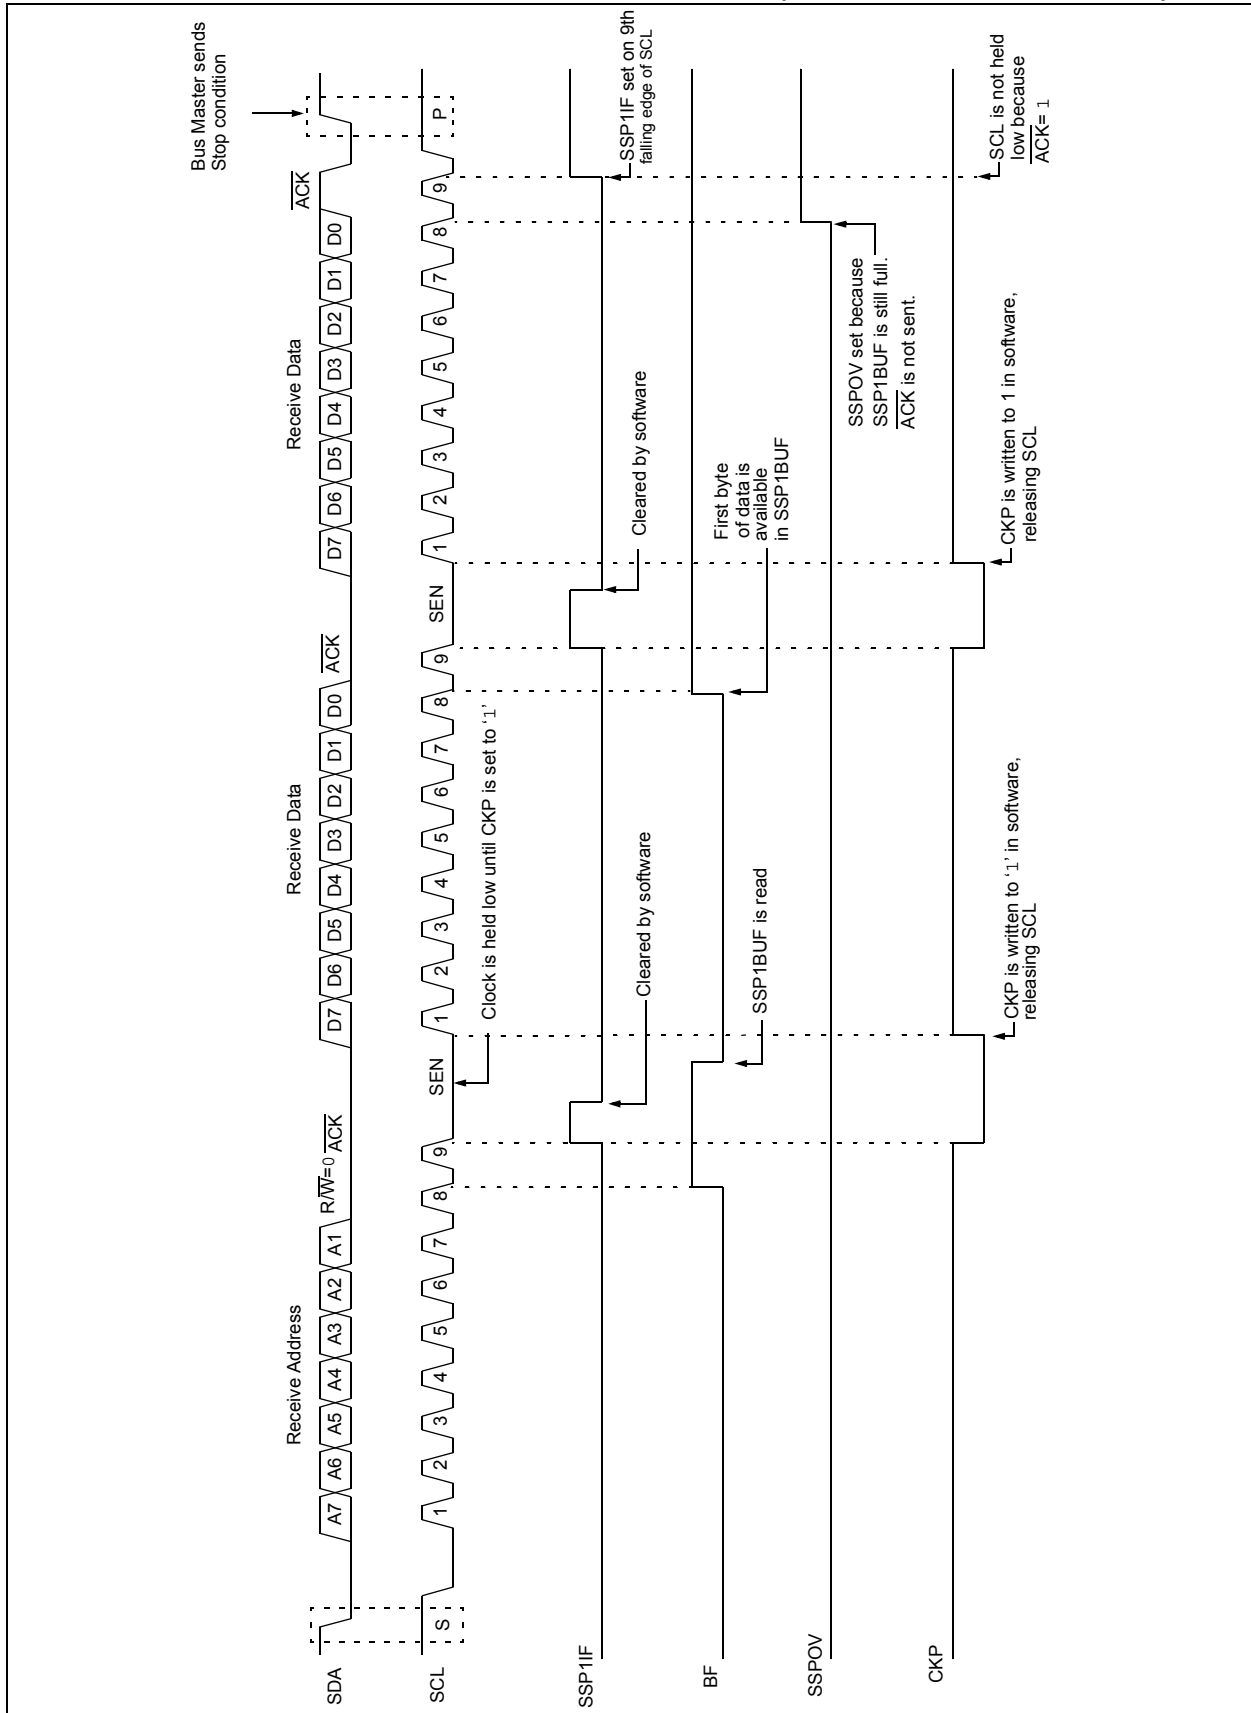 Bus Master sends
Stop condition
Receive Address
Receive Data
Receive Data
R/W=0 ACK
ACK
ACK
SDA
A7 A6 A5 A4 A3 A2 A1
D7 D6 D5 D4 D3 D2 D1 D0
D7 D6 D5 D4 D3 D2 D1 D0
SCL
S
1 2 3 4 5 6 7 8 9
SEN
1 2 3 4 5 6 7 8 9
SEN
1 2 3 4 5 6 7 8 9
P
Clock is held low until CKP is set to ‘1’
SSP1IF
Cleared by software
Cleared by software
SSP1IF set on 9th
falling edge of SCL
BF
SSP1BUF is read
First byte
of data is
available
in SSP1BUF
SSPOV
SSPOV set because
SSP1BUF is still full.
ACK is not sent.
CKP
CKP is written to ‘1’ in software,
releasing SCL
CKP is written to 1 in software,
releasing SCL
SCL is not held
low because
ACK= 1